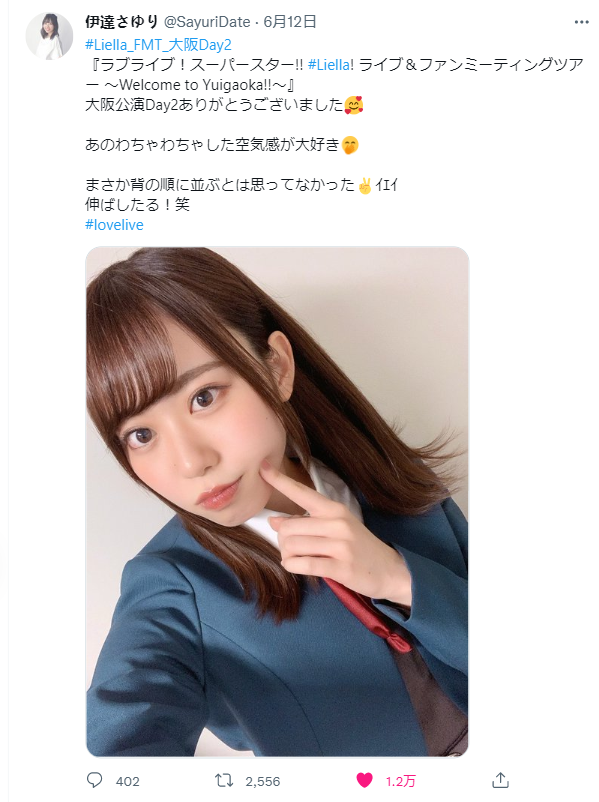 伊達さゆり @SayuriDate · 6月12日
#Liella_FMT_大阪Day2
『ラブライブ！スーパースター!! #Liella! ライブ＆ファンミーティングツア
ー ～Welcome to Yuigaoka!!～』
大阪公演Day2ありがとうございました🥰
あのわちゃわちゃした空気感が大好き🤭
まさか背の順に並ぶとは思ってなかった✌️ｲｴｲ
伸ばしたる！笑
#lovelive
402 2,556 1.2万